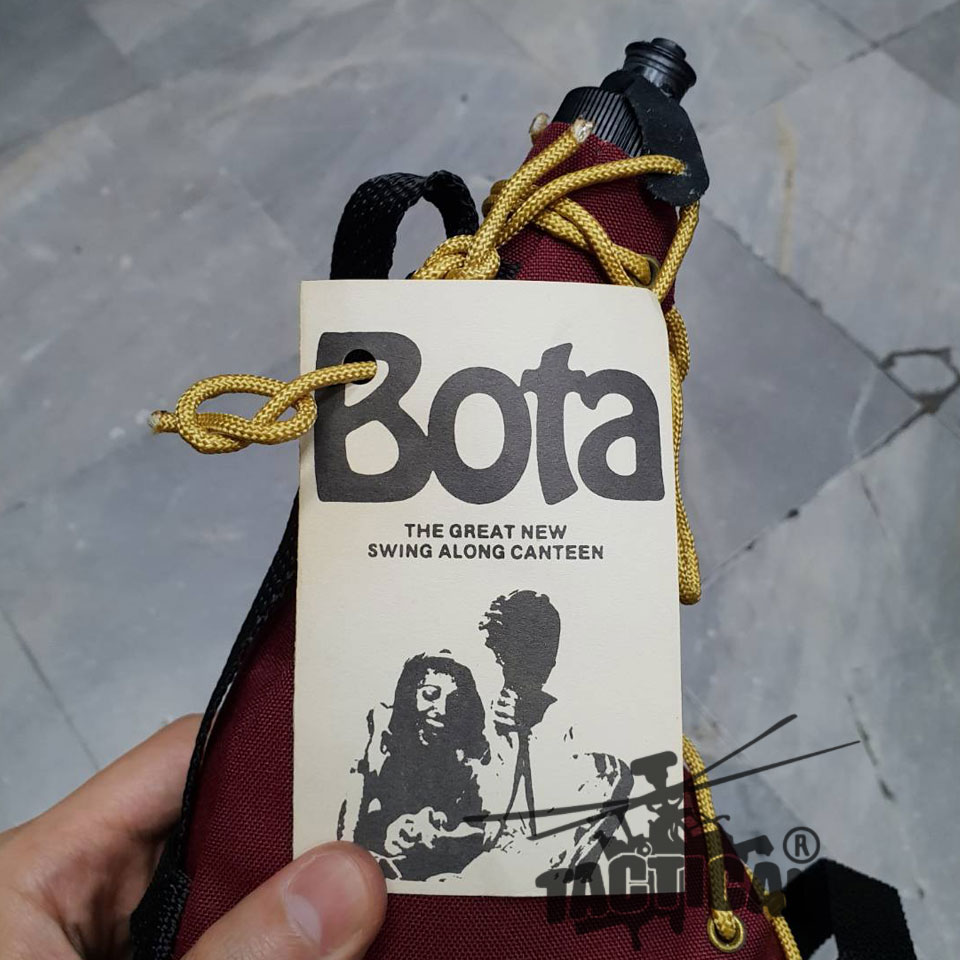 Bota
THE GREAT NEW
SWING ALONG CANTEEN
TACTICAL®